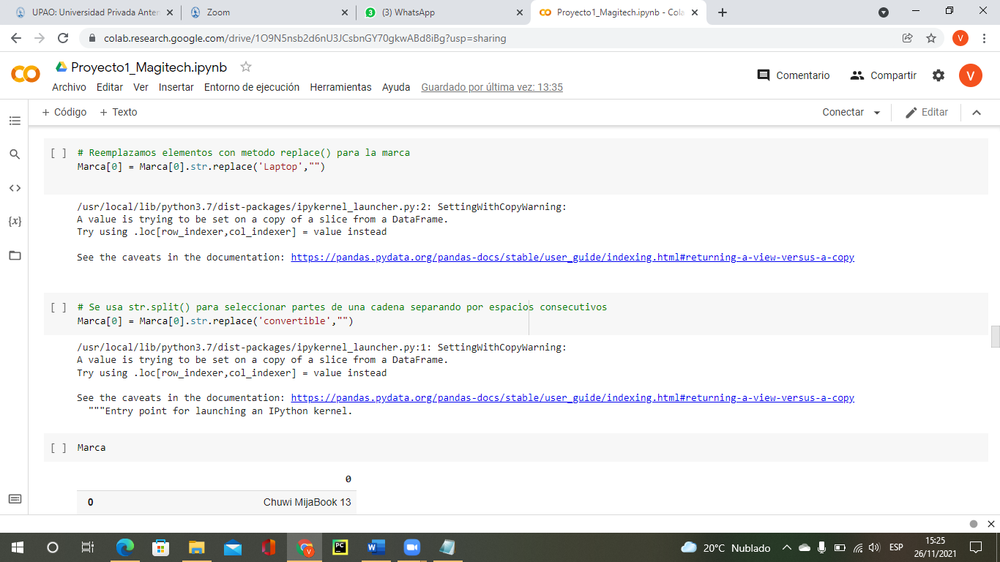 UPAO: Universidad Privada Anten
Zoom
3 (3) WhatsApp
Proyecto1_Magitech.ipynb - Cola
colab.research.google.com/drive/1O9N5nsb2d6nU3JCsbnGY70gkwABd8iBg?usp=sharing
V
Proyecto1_Magitech.ipynb
Comentario
Compartir
V
Archivo Editar Ver Insertar Entorno de ejecución Herramientas Ayuda Guardado por última vez: 13:35
+ Código + Texto
Conectar
Editar
[ ] # Reemplazamos elementos con metodo replace() para la marca
Marca[0] = Marca[0].str.replace('Laptop',"")
/usr/local/lib/python3.7/dist-packages/ipykernel_launcher.py:2: SettingWithCopyWarning:
A value is trying to be set on a copy of a slice from a DataFrame.
Try using .loc[row_indexer,col_indexer] = value instead
See the caveats in the documentation: https://pandas.pydata.org/pandas-docs/stable/user_guide/indexing.html#returning-a-view-versus-a-copy
[ ] # Se usa str.split() para seleccionar partes de una cadena separando por espacios consecutivos
Marca[0] = Marca[0].str.replace('convertible',"")
/usr/local/lib/python3.7/dist-packages/ipykernel_launcher.py:1: SettingWithCopyWarning:
A value is trying to be set on a copy of a slice from a DataFrame.
Try using .loc[row_indexer,col_indexer] = value instead
See the caveats in the documentation: https://pandas.pydata.org/pandas-docs/stable/user_guide/indexing.html#returning-a-view-versus-a-copy
"""Entry point for launching an IPython kernel.
[ ] Marca
0
0 Chuwi MijaBook 13
{x}
PC
W
V
20°C Nublado
ESP
15:25
26/11/2021